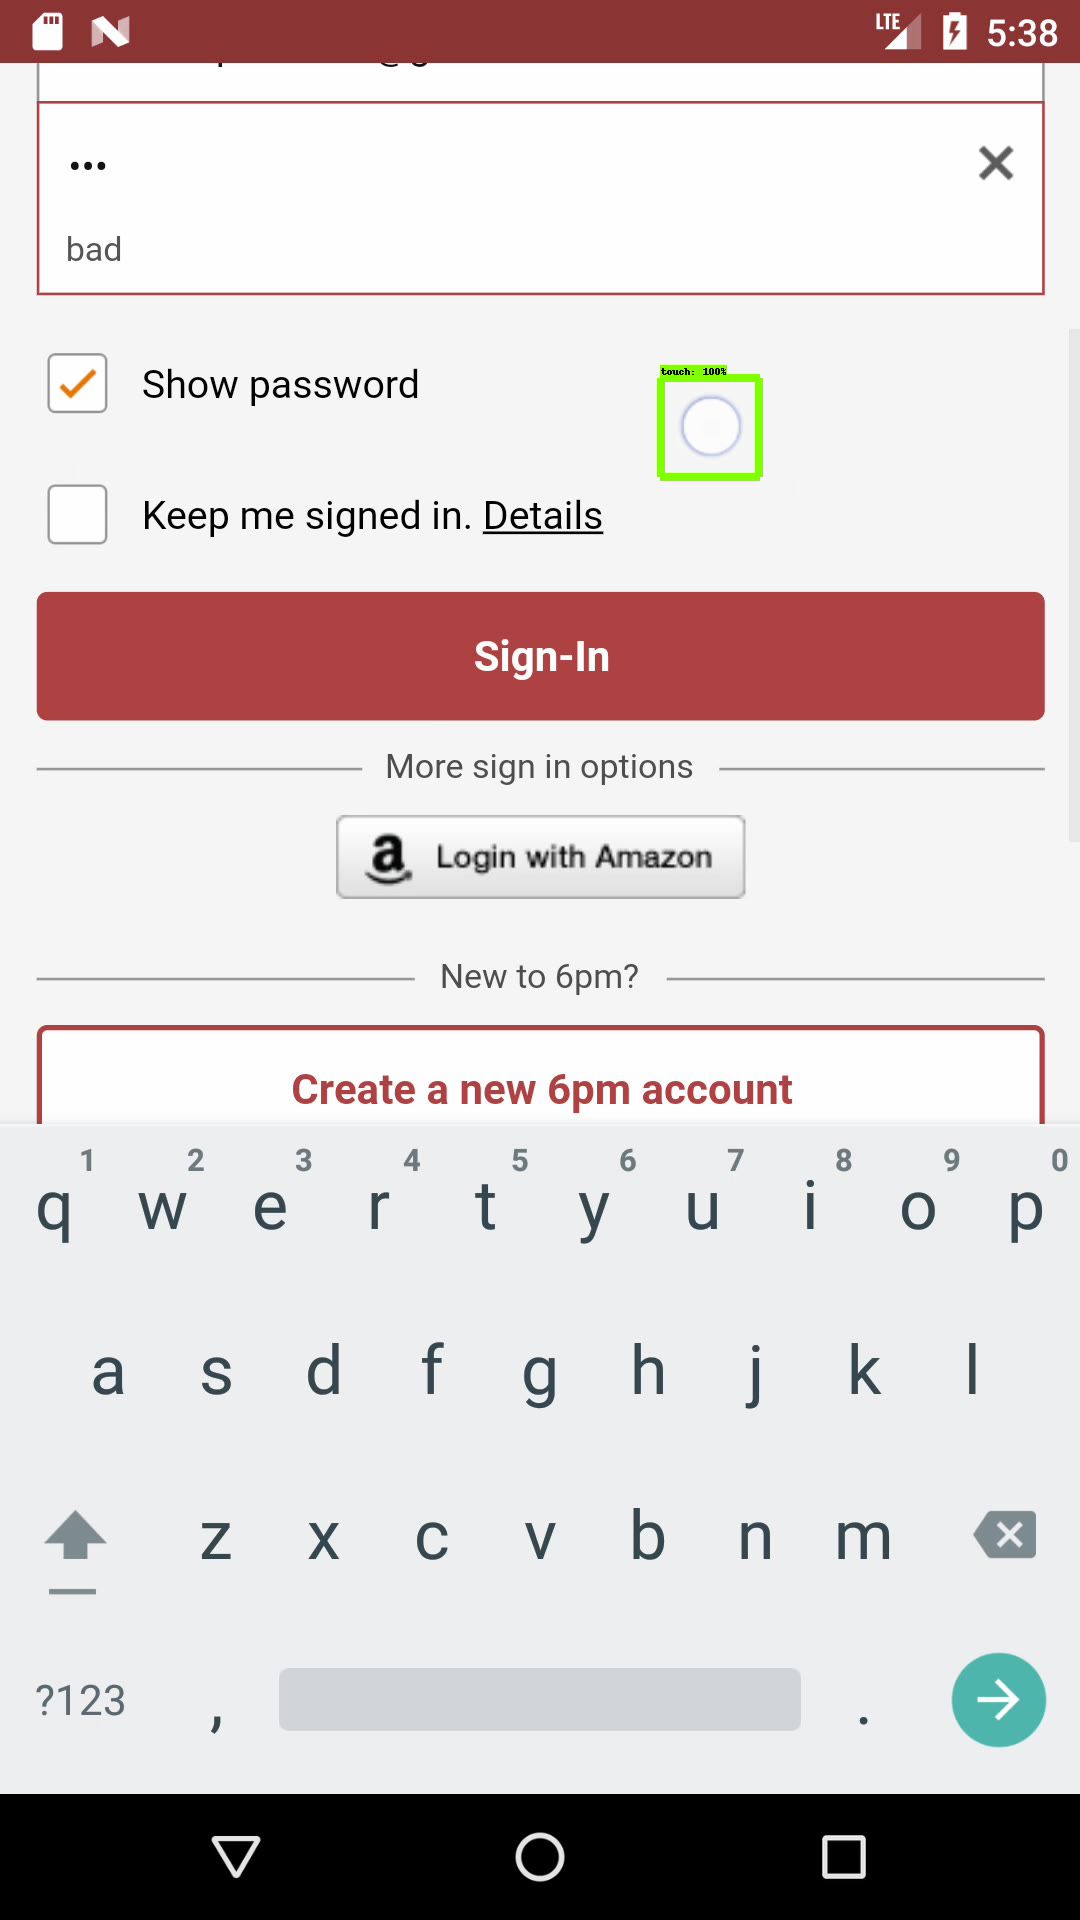 LTE 5:38
•••
bad
touch: 100%
Show password
Keep me signed in. Details
Sign-In
More sign in options
a Login with Amazon
New to 6pm?
Create a new 6pm account
1 2 3 4 5 6 7 8 9 0
q w e r t y u i o p
a s d f g h j k l
z x c v b n m
?123 , .